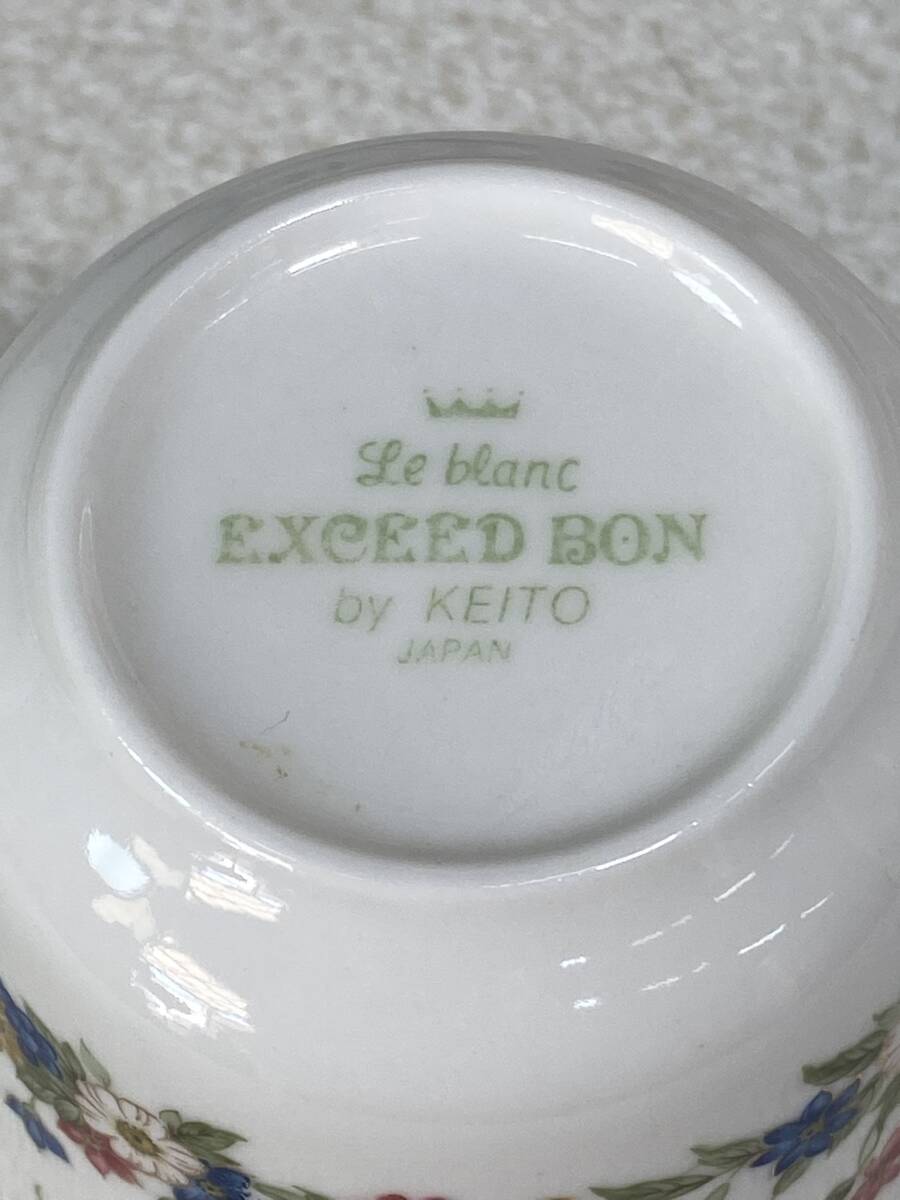 Le blanc
EXCEED BON
by KEITO
JAPAN